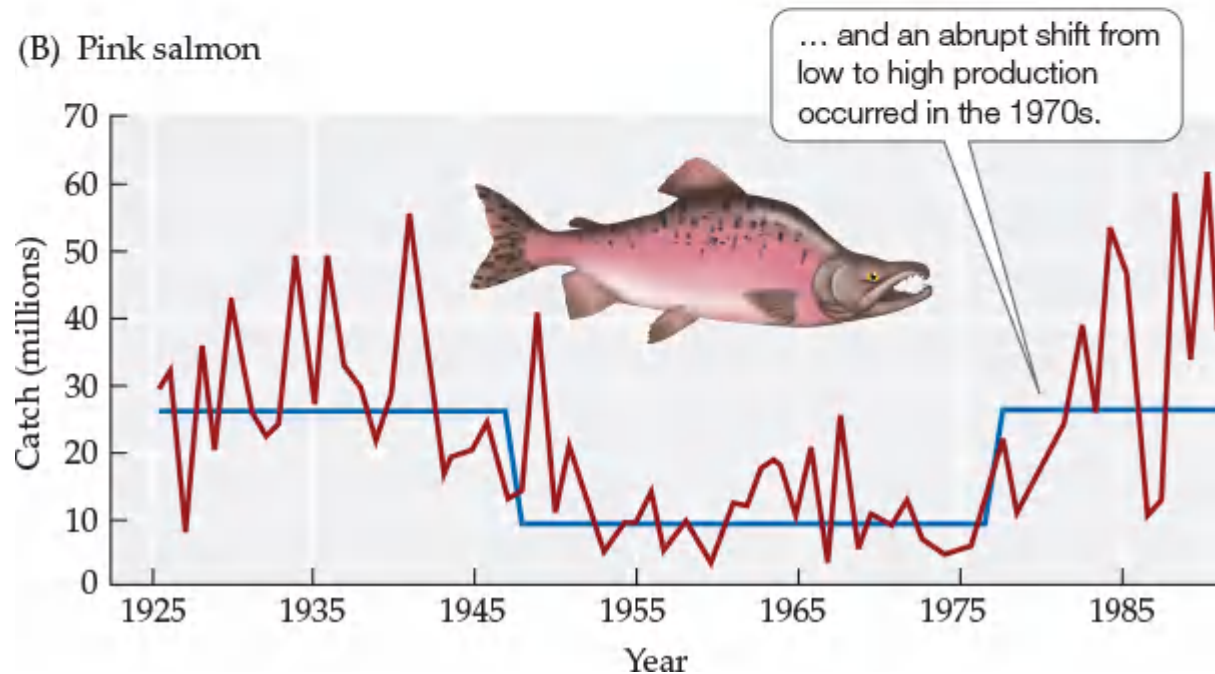 (B) Pink salmon
… and an abrupt shift from
low to high production
occurred in the 1970s.
Catch (millions)
70
60
50
40
30
20
10
0
1925 1935 1945 1955 1965 1975 1985
Year